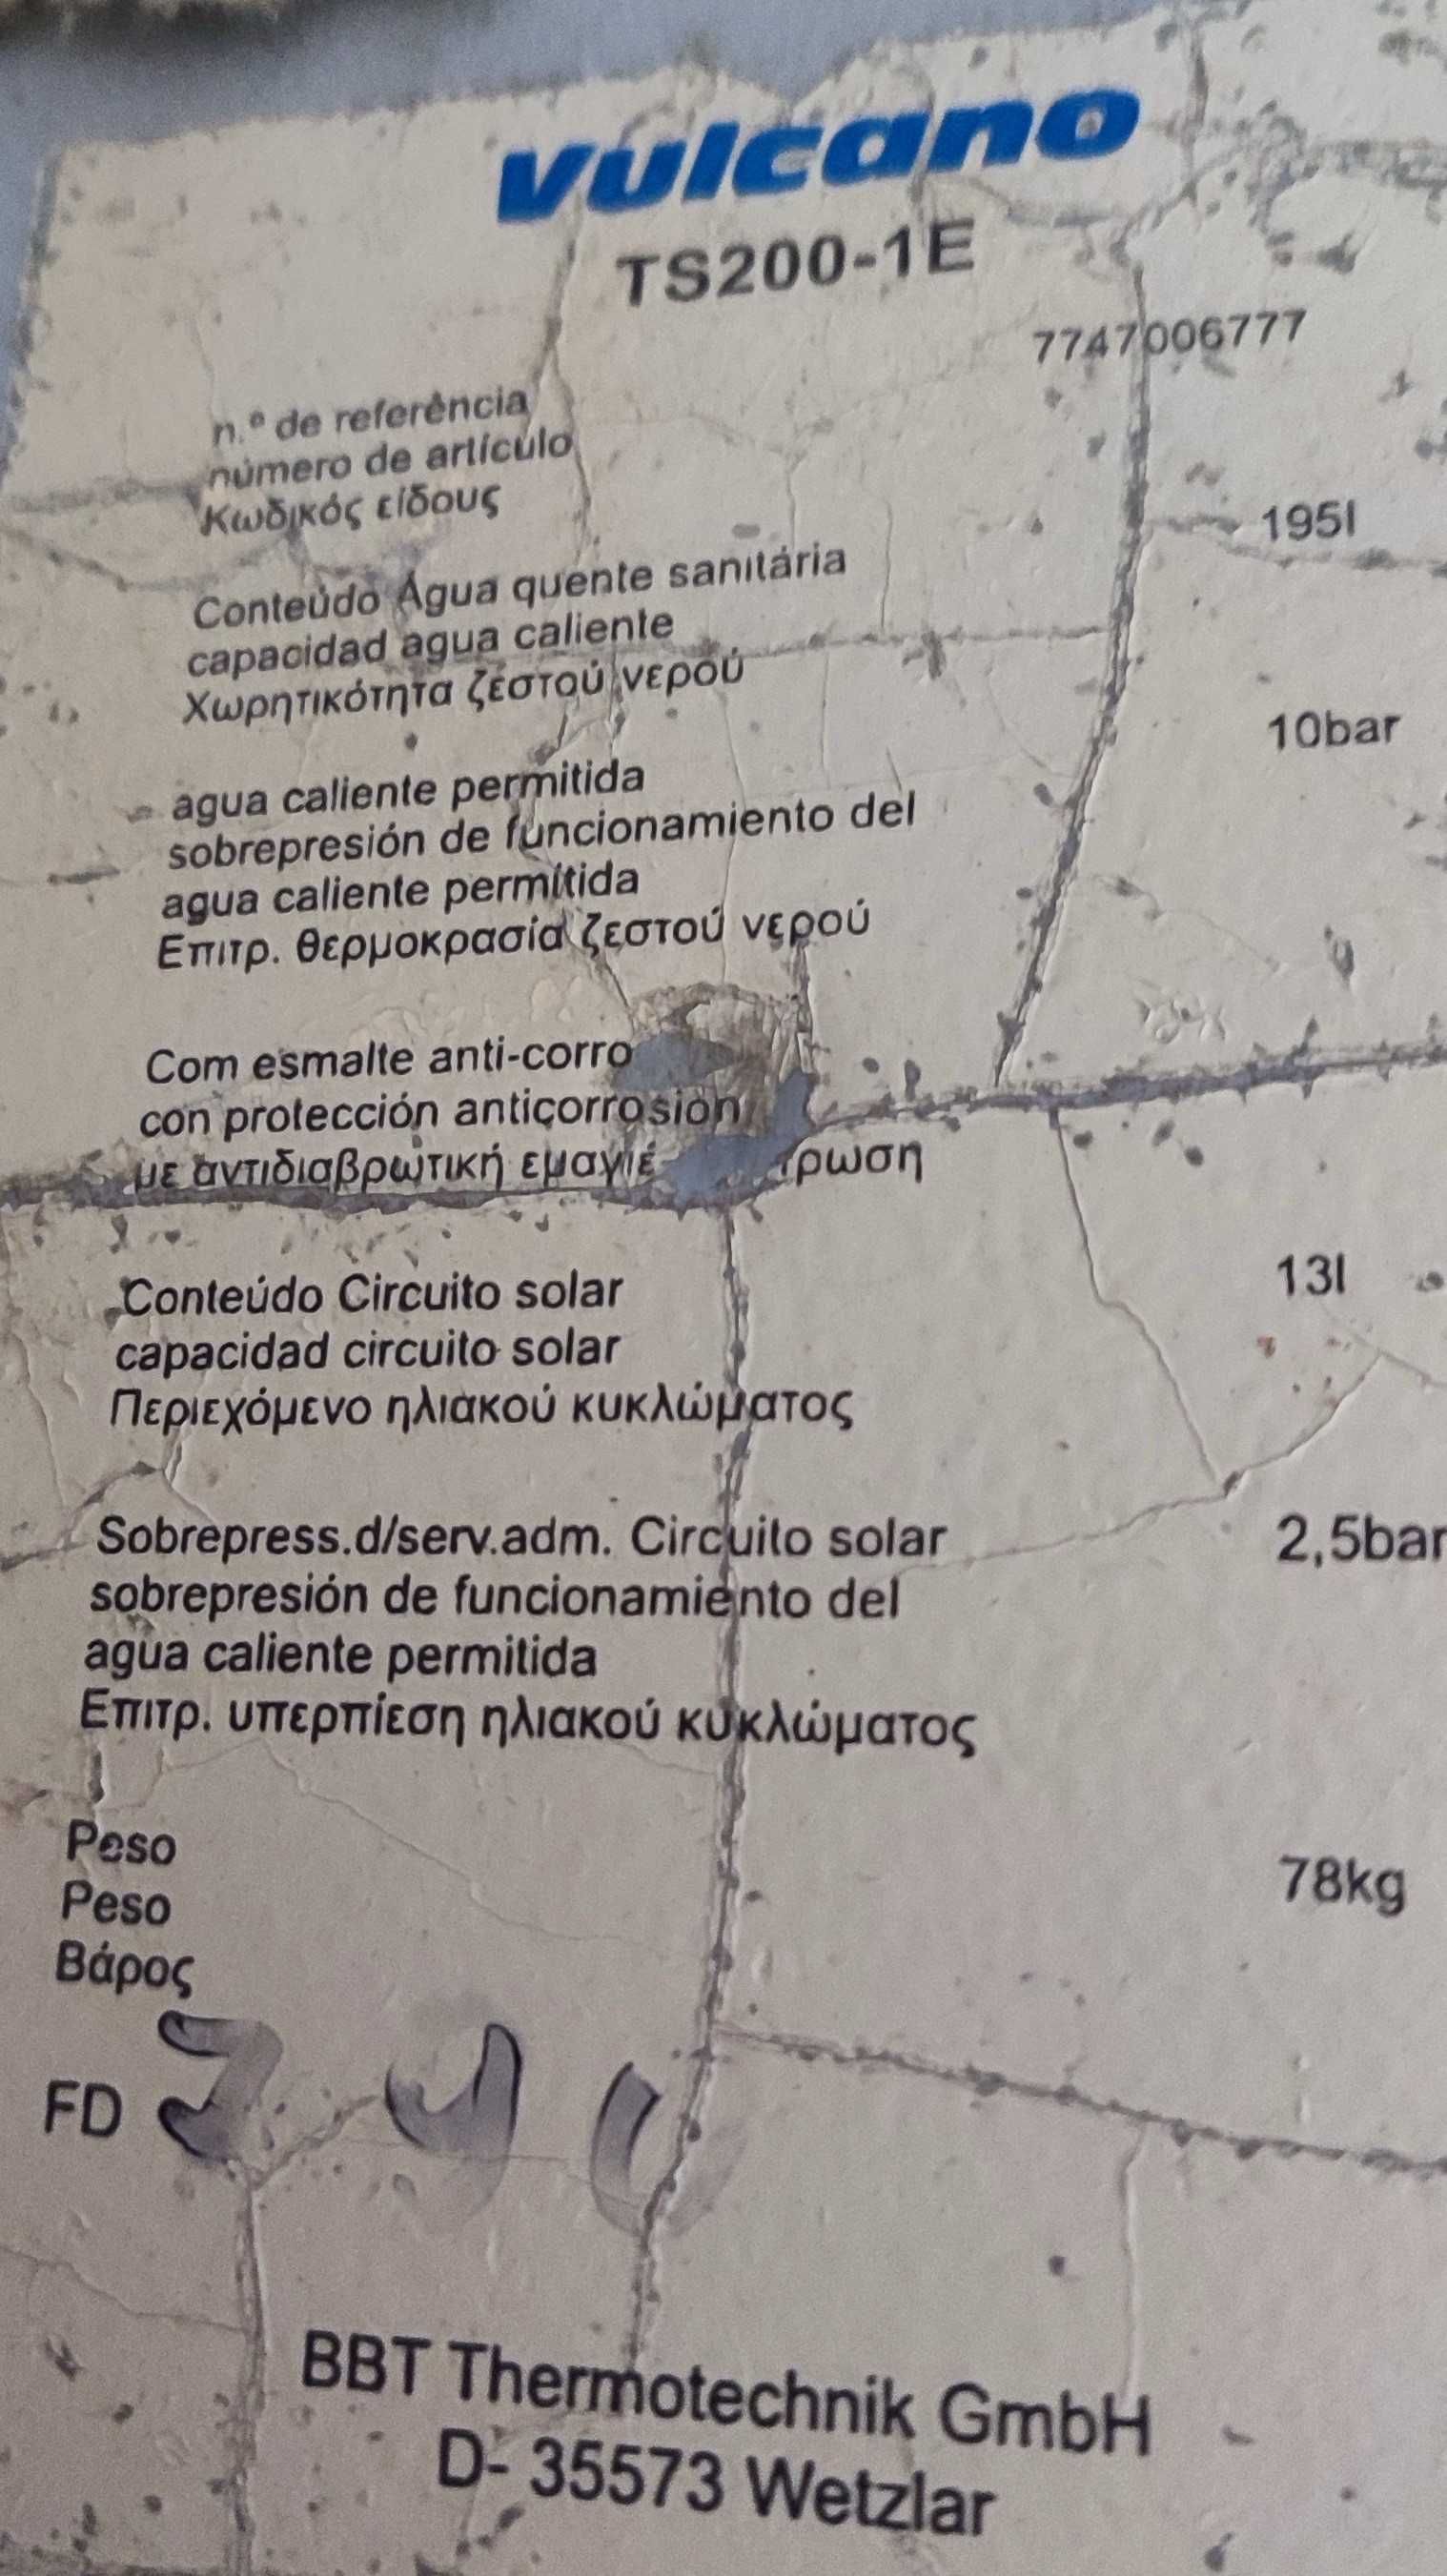 Vulcano
TS200-1E
7747006777
n.º de referência
número de artículo
Κωδικός είδους
195l
Conteúdo Água quente sanitária
capacidad agua caliente
Χωρητικότητα ζεστού νερού
10bar
agua caliente permitida
sobrepresión de funcionamiento del
agua caliente permitida
Επιτρ. θερμοκρασία ζεστού νερού
Com esmalte anti-corro
con protección anticorrosión
με αντιδιαβρωτική
13l
Conteúdo Circuito solar
capacidad circuito solar
Περιεχόμενο ηλιακού κυκλώματος
Sobrepress.d/serv.adm. Circuito solar
2,5bar
sobrepresión de funcionamiento del
agua caliente permitida
Επιτρ. υπερπίεση ηλιακού κυκλώματος
Peso
Peso
Βάρος
78kg
FD
BBT Thermotechnik GmbH
D- 35573 Wetzlar